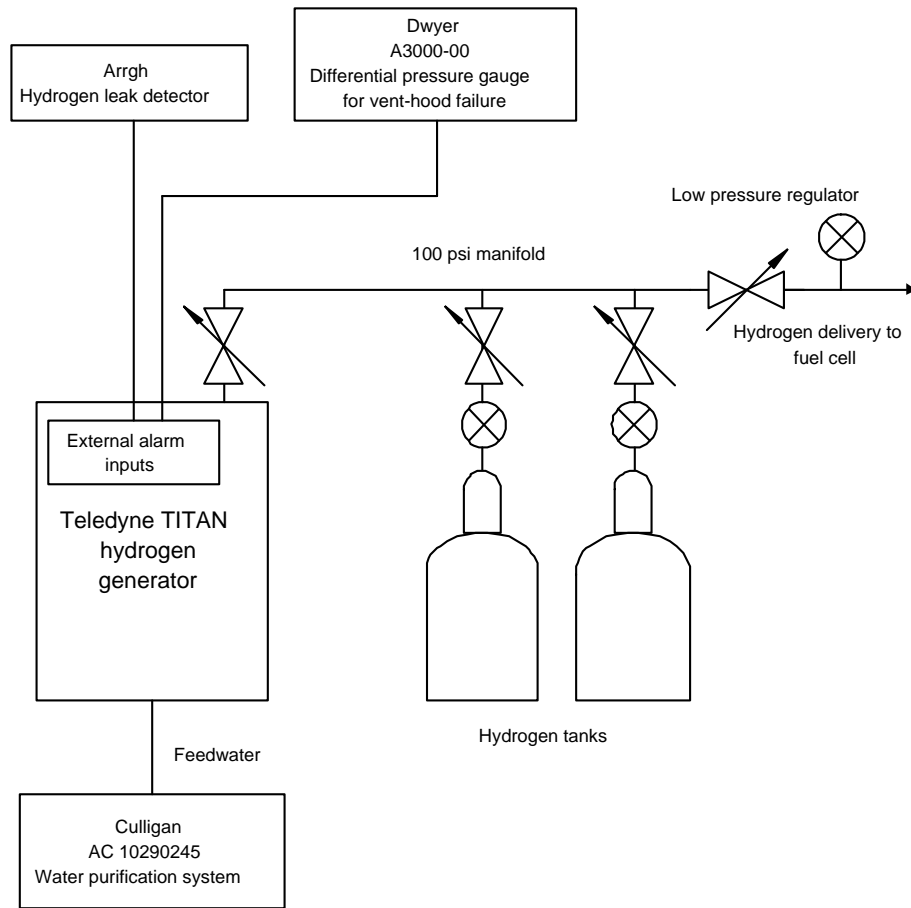 Arrgh
Hydrogen leak detector
Dwyer
A3000-00
Differential pressure gauge
for vent-hood failure
Low pressure regulator
100 psi manifold
Hydrogen delivery to
fuel cell
External alarm
inputs
Teledyne TITAN
hydrogen
generator
Hydrogen tanks
Feedwater
Culligan
AC 10290245
Water purification system